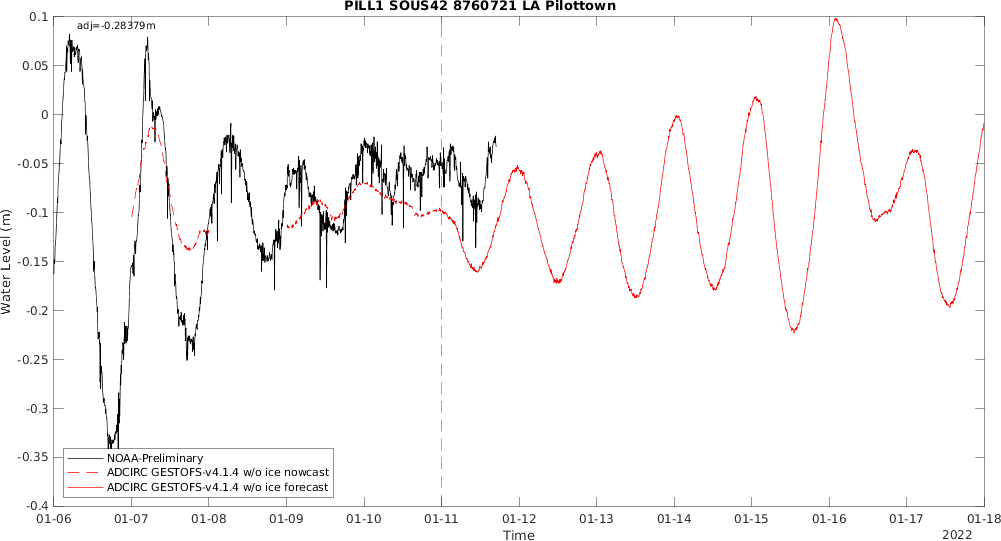 PILL1 SOUS42 8760721 LA Pilottown
adj=-0.28379m
0.1
0.05
0
-0.05
-0.1
-0.15
-0.2
-0.25
-0.3
-0.35
-0.4
Water Level (m)
NOAA-Preliminary
ADCIRC GESTOFS-v4.1.4 w/o ice nowcast
ADCIRC GESTOFS-v4.1.4 w/o ice forecast
01-06 01-07 01-08 01-09 01-10 01-11 01-12 01-13 01-14 01-15 01-16 01-17 01-18
Time
2022